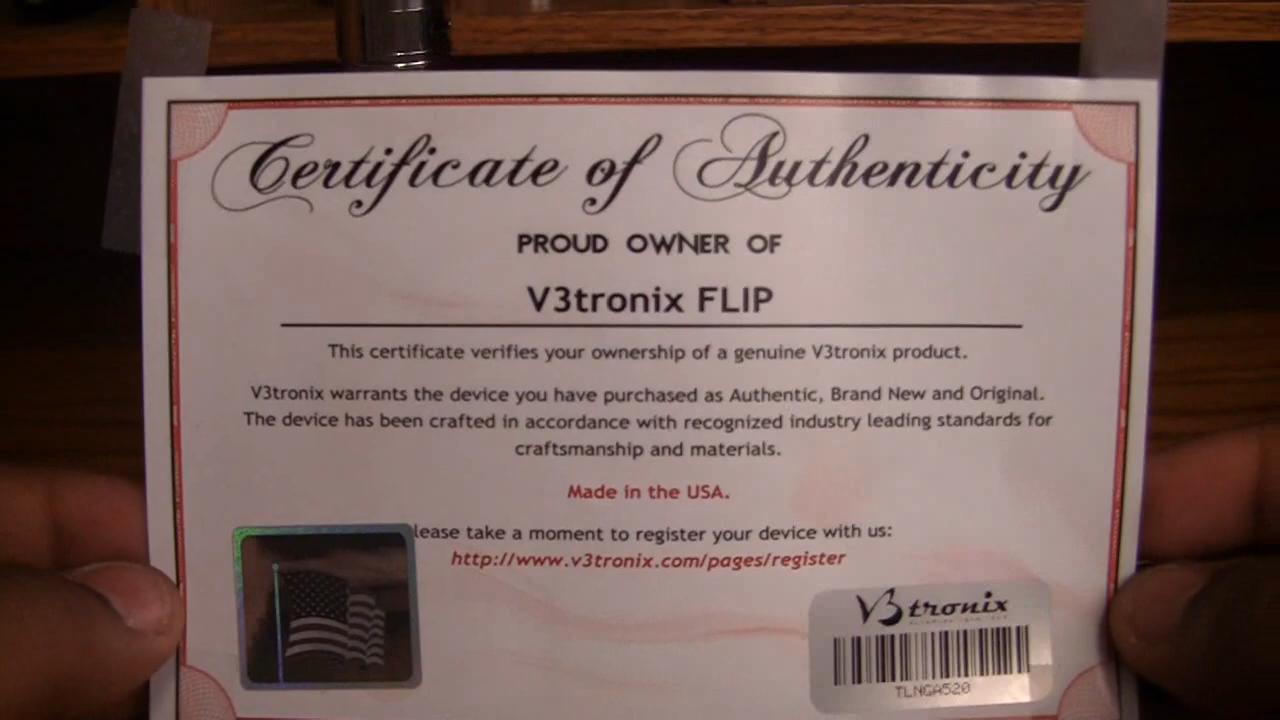 Certificate of Authenticity
PROUD OWNER OF
V3tronix FLIP
This certificate verifies your ownership of a genuine V3tronix product.
V3tronix warrants the device you have purchased as Authentic, Brand New and Original.
The device has been crafted in accordance with recognized industry leading standards for
craftsmanship and materials.
Made in the USA.
lease take a moment to register your device with us:
http://www.v3tronix.com/pages/register
V3tronix
TLNGA520